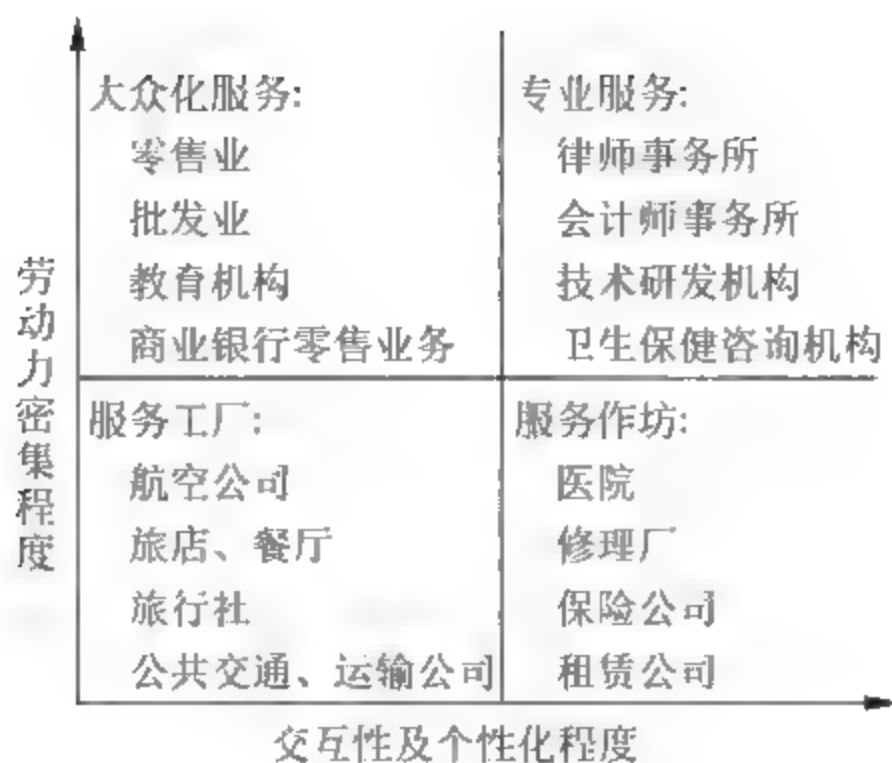 大众化服务:
零售业
批发业
教育机构
商业银行零售业务
专业服务:
律师事务所
会计师事务所
技术研发机构
卫生保健咨询机构
劳动力密集程度
服务工厂:
航空公司
旅店、餐厅
旅行社
公共交通、运输公司
服务作坊:
医院
修理厂
保险公司
租赁公司
交互性及个性化程度